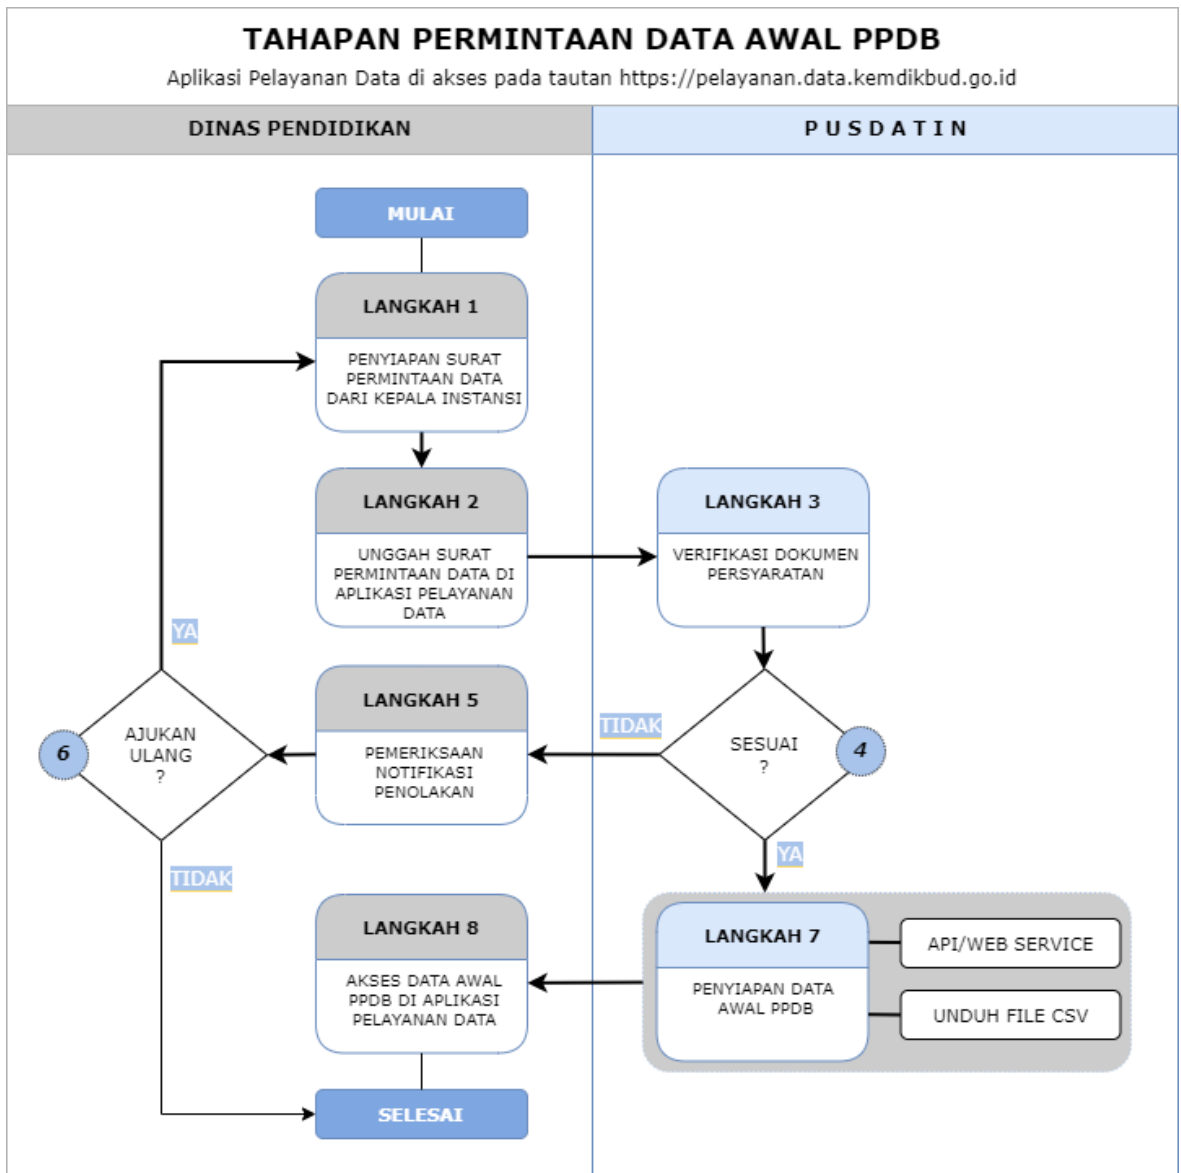 TAHAPAN PERMINTAAN DATA AWAL PPDB
Aplikasi Pelayanan Data di akses pada tautan https://pelayanan.data.kemdikbud.go.id
DINAS PENDIDIKAN
P U S D A T I N
MULAI
LANGKAH 1
PENYIAPAN SURAT
PERMINTAAN DATA
DARI KEPALA INSTANSI
LANGKAH 2
UNGGAH SURAT
PERMINTAAN DATA DI
APLIKASI PELAYANAN
DATA
LANGKAH 3
VERIFIKASI DOKUMEN
PERSYARATAN
SESUAI
?
4
TIDAK
YA
LANGKAH 5
PEMERIKSAAN
NOTIFIKASI
PENOLAKAN
AJUKAN
ULANG
?
6
YA
TIDAK
LANGKAH 7
PENYIAPAN DATA
AWAL PPDB
API/WEB SERVICE
UNDUH FILE CSV
LANGKAH 8
AKSES DATA AWAL
PPDB DI APLIKASI
PELAYANAN DATA
SELESAI